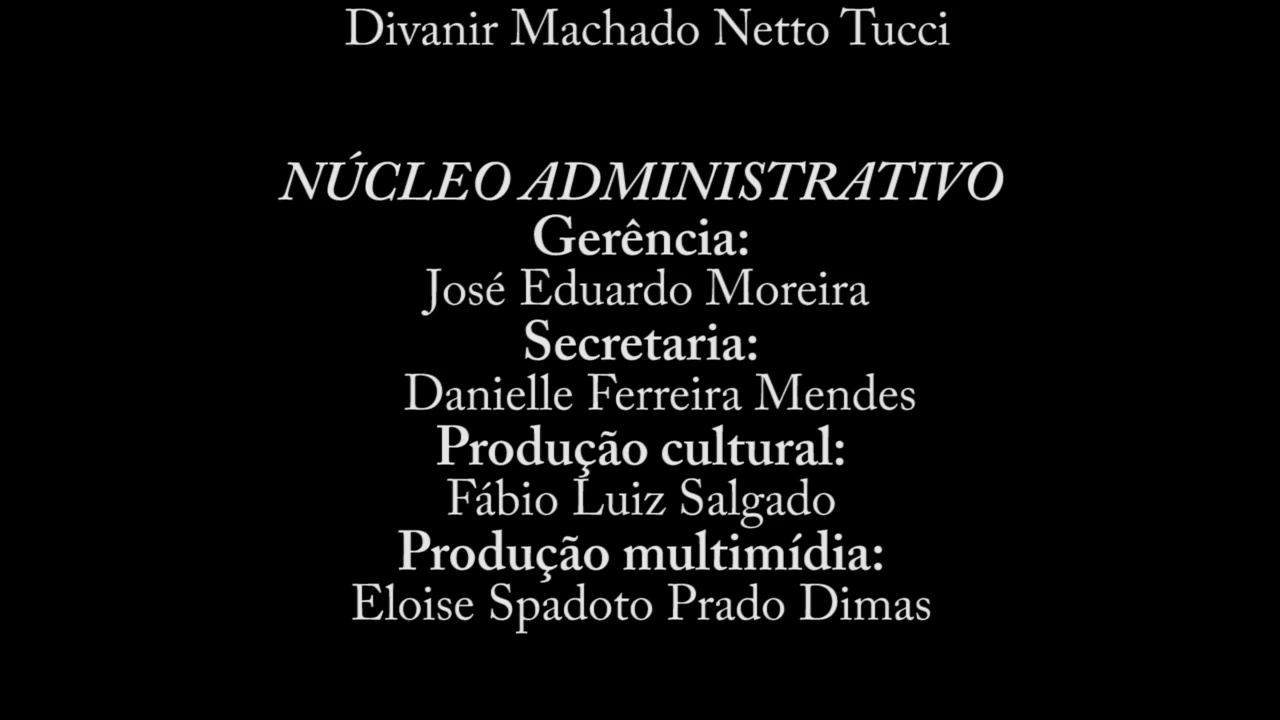 Divanir Machado Netto Tucci
NÚCLEO ADMINISTRATIVO
Gerência:
José Eduardo Moreira
Secretaria:
Danielle Ferreira Mendes
Produção cultural:
Fábio Luiz Salgado
Produção multimídia:
Eloise Spadoto Prado Dimas